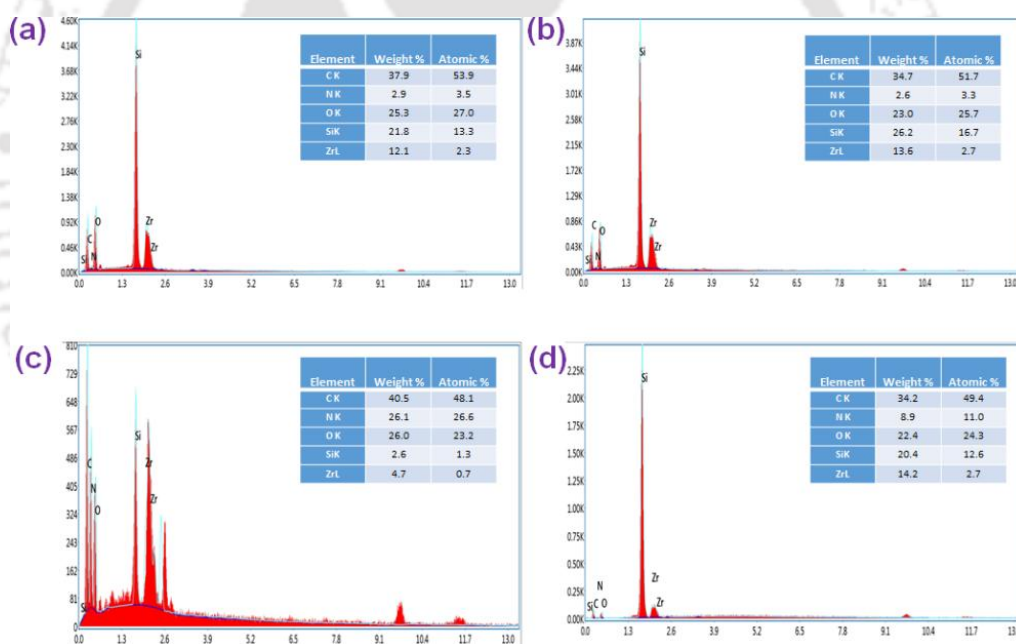 (a)
4.60K
4.14K
3.68K
3.22K
2.76K
2.30K
1.84K
1.38K
0.92K
0.46K
0.00K
0.0 1.3 2.6 3.9 5.2 6.5 7.8 9.1 10.4 11.7 13.0
Si
O
C
Si N
Zr
Zr
Element Weight % Atomic %
C K 37.9 53.9
N K 2.9 3.5
O K 25.3 27.0
SiK 21.8 13.3
ZrL 12.1 2.3
(b)
3.87K
3.44K
3.01K
2.58K
2.15K
1.72K
1.29K
0.86K
0.43K
0.00K
0.0 1.3 2.6 3.9 5.2 6.5 7.8 9.1 10.4 11.7 13.0
Si
C O
Si N
Zr
Zr
Element Weight % Atomic %
C K 34.7 51.7
N K 2.6 3.3
O K 23.0 25.7
SiK 26.2 16.7
ZrL 13.6 2.7
(c)
810
729
648
567
486
405
324
243
162
81
0
0.0 1.3 2.6 3.9 5.2 6.5 7.8 9.1 10.4 11.7 13.0
Si
C
N
O
Si
Zr
Zr
Element Weight % Atomic %
C K 40.5 48.1
N K 26.1 26.6
O K 26.0 23.2
SiK 2.6 1.3
ZrL 4.7 0.7
(d)
2.25K
2.00K
1.75K
1.50K
1.25K
1.00K
0.75K
0.50K
0.25K
0.00K
0.0 1.3 2.6 3.9 5.2 6.5 7.8 9.1 10.4 11.7 13.0
Si
N
Si C O
Zr
Zr
Element Weight % Atomic %
C K 34.2 49.4
N K 8.9 11.0
O K 22.4 24.3
SiK 20.4 12.6
ZrL 14.2 2.7